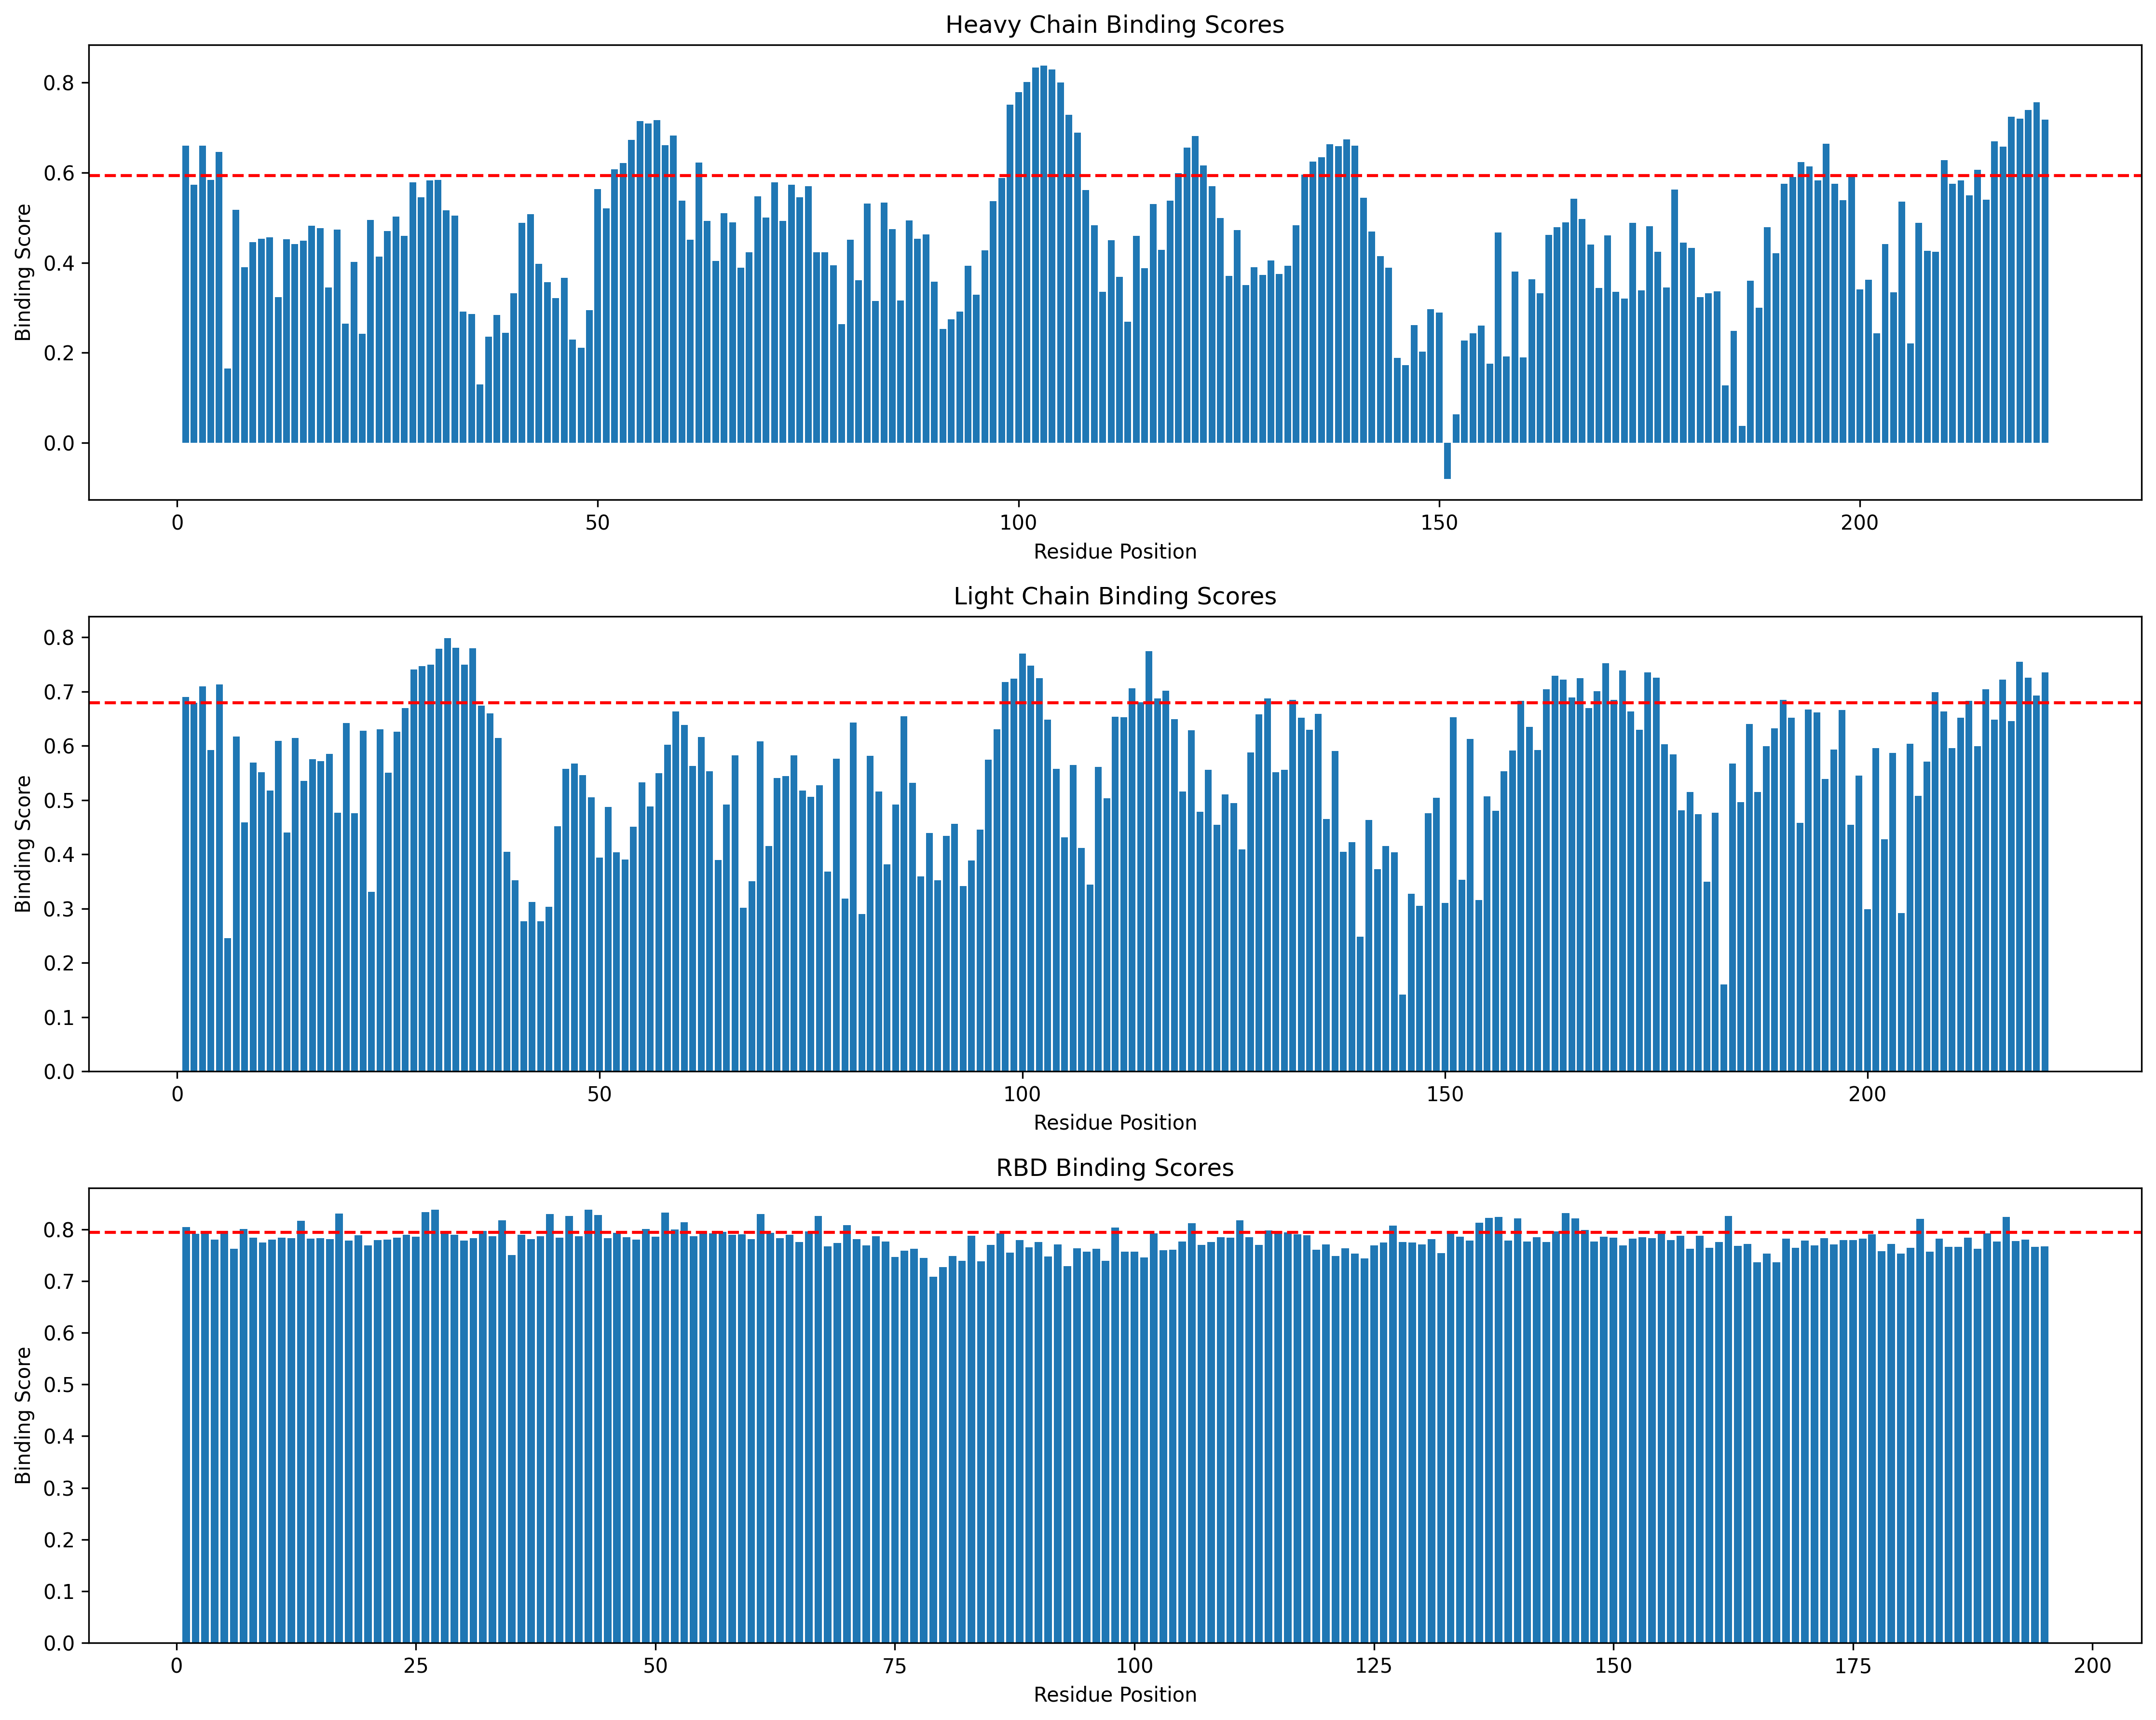 Heavy Chain Binding Scores
Binding Score
0.8
0.6
0.4
0.2
0.0
0 50 100 150 200
Residue Position
Light Chain Binding Scores
Binding Score
0.8
0.7
0.6
0.5
0.4
0.3
0.2
0.1
0.0
0 50 100 150 200
Residue Position
RBD Binding Scores
Binding Score
0.8
0.7
0.6
0.5
0.4
0.3
0.2
0.1
0.0
0 25 50 75 100 125 150 175 200
Residue Position